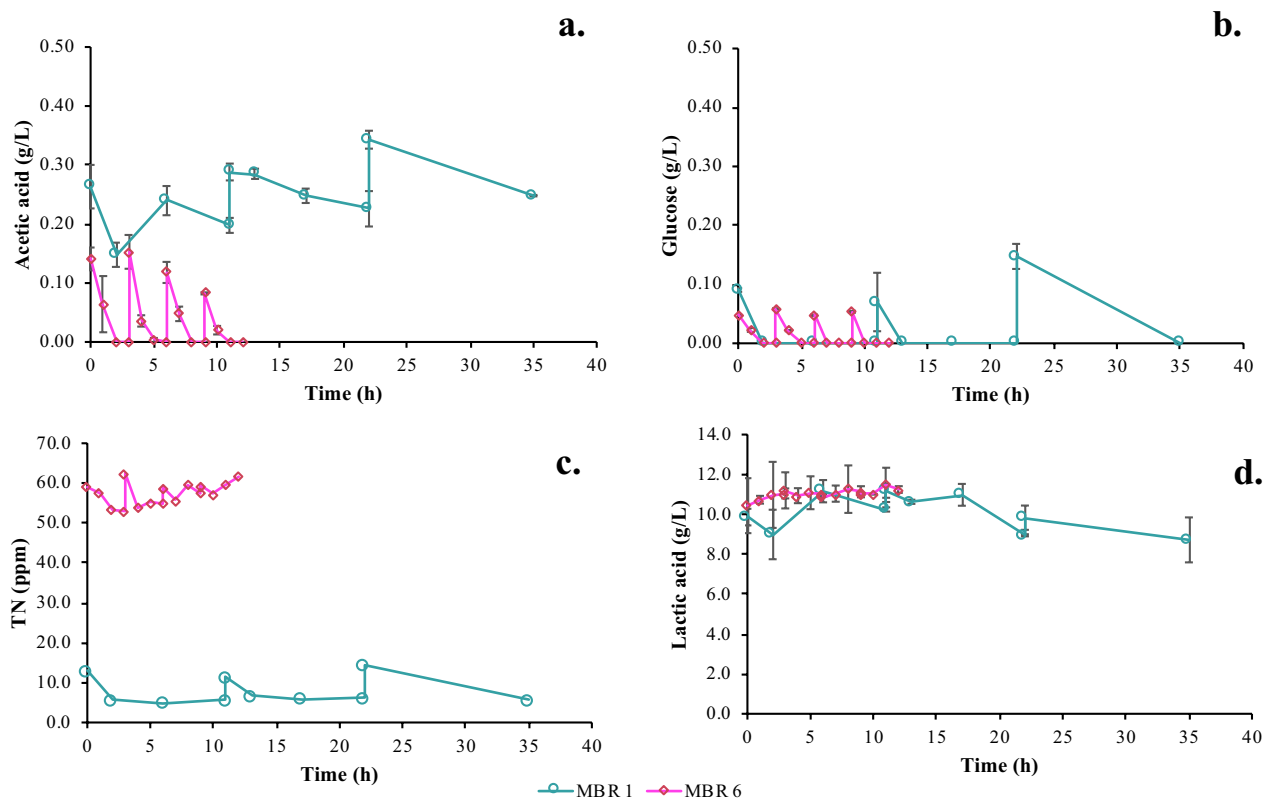 a.
Acetic acid (g/L)
0.50
0.40
0.30
0.20
0.10
0.00
0 5 10 15 20 25 30 35 40
Time (h)
b.
Glucose (g/L)
0.50
0.40
0.30
0.20
0.10
0.00
0 5 10 15 20 25 30 35 40
Time (h)
c.
TN (ppm)
70.0
60.0
50.0
40.0
30.0
20.0
10.0
0.0
0 5 10 15 20 25 30 35 40
Time (h)
d.
Lactic acid (g/L)
14.0
12.0
10.0
8.0
6.0
4.0
2.0
0.0
0 5 10 15 20 25 30 35 40
Time (h)
MBR 1 MBR 6